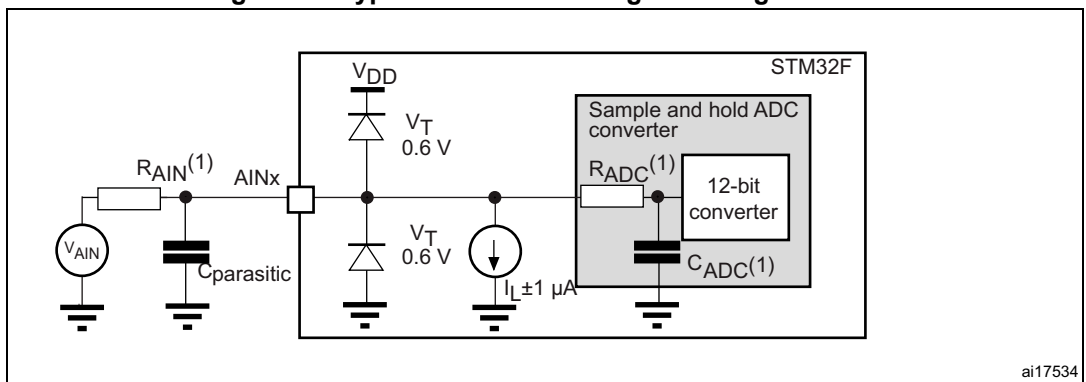 STM32F
VDD
Sample and hold ADC
converter
VT
0.6 V
RAIN(1)
AINx
RADC(1)
12-bit
converter
VAIN
Cparasitic
VT
0.6 V
IL±1 µA
CADC(1)
ai17534